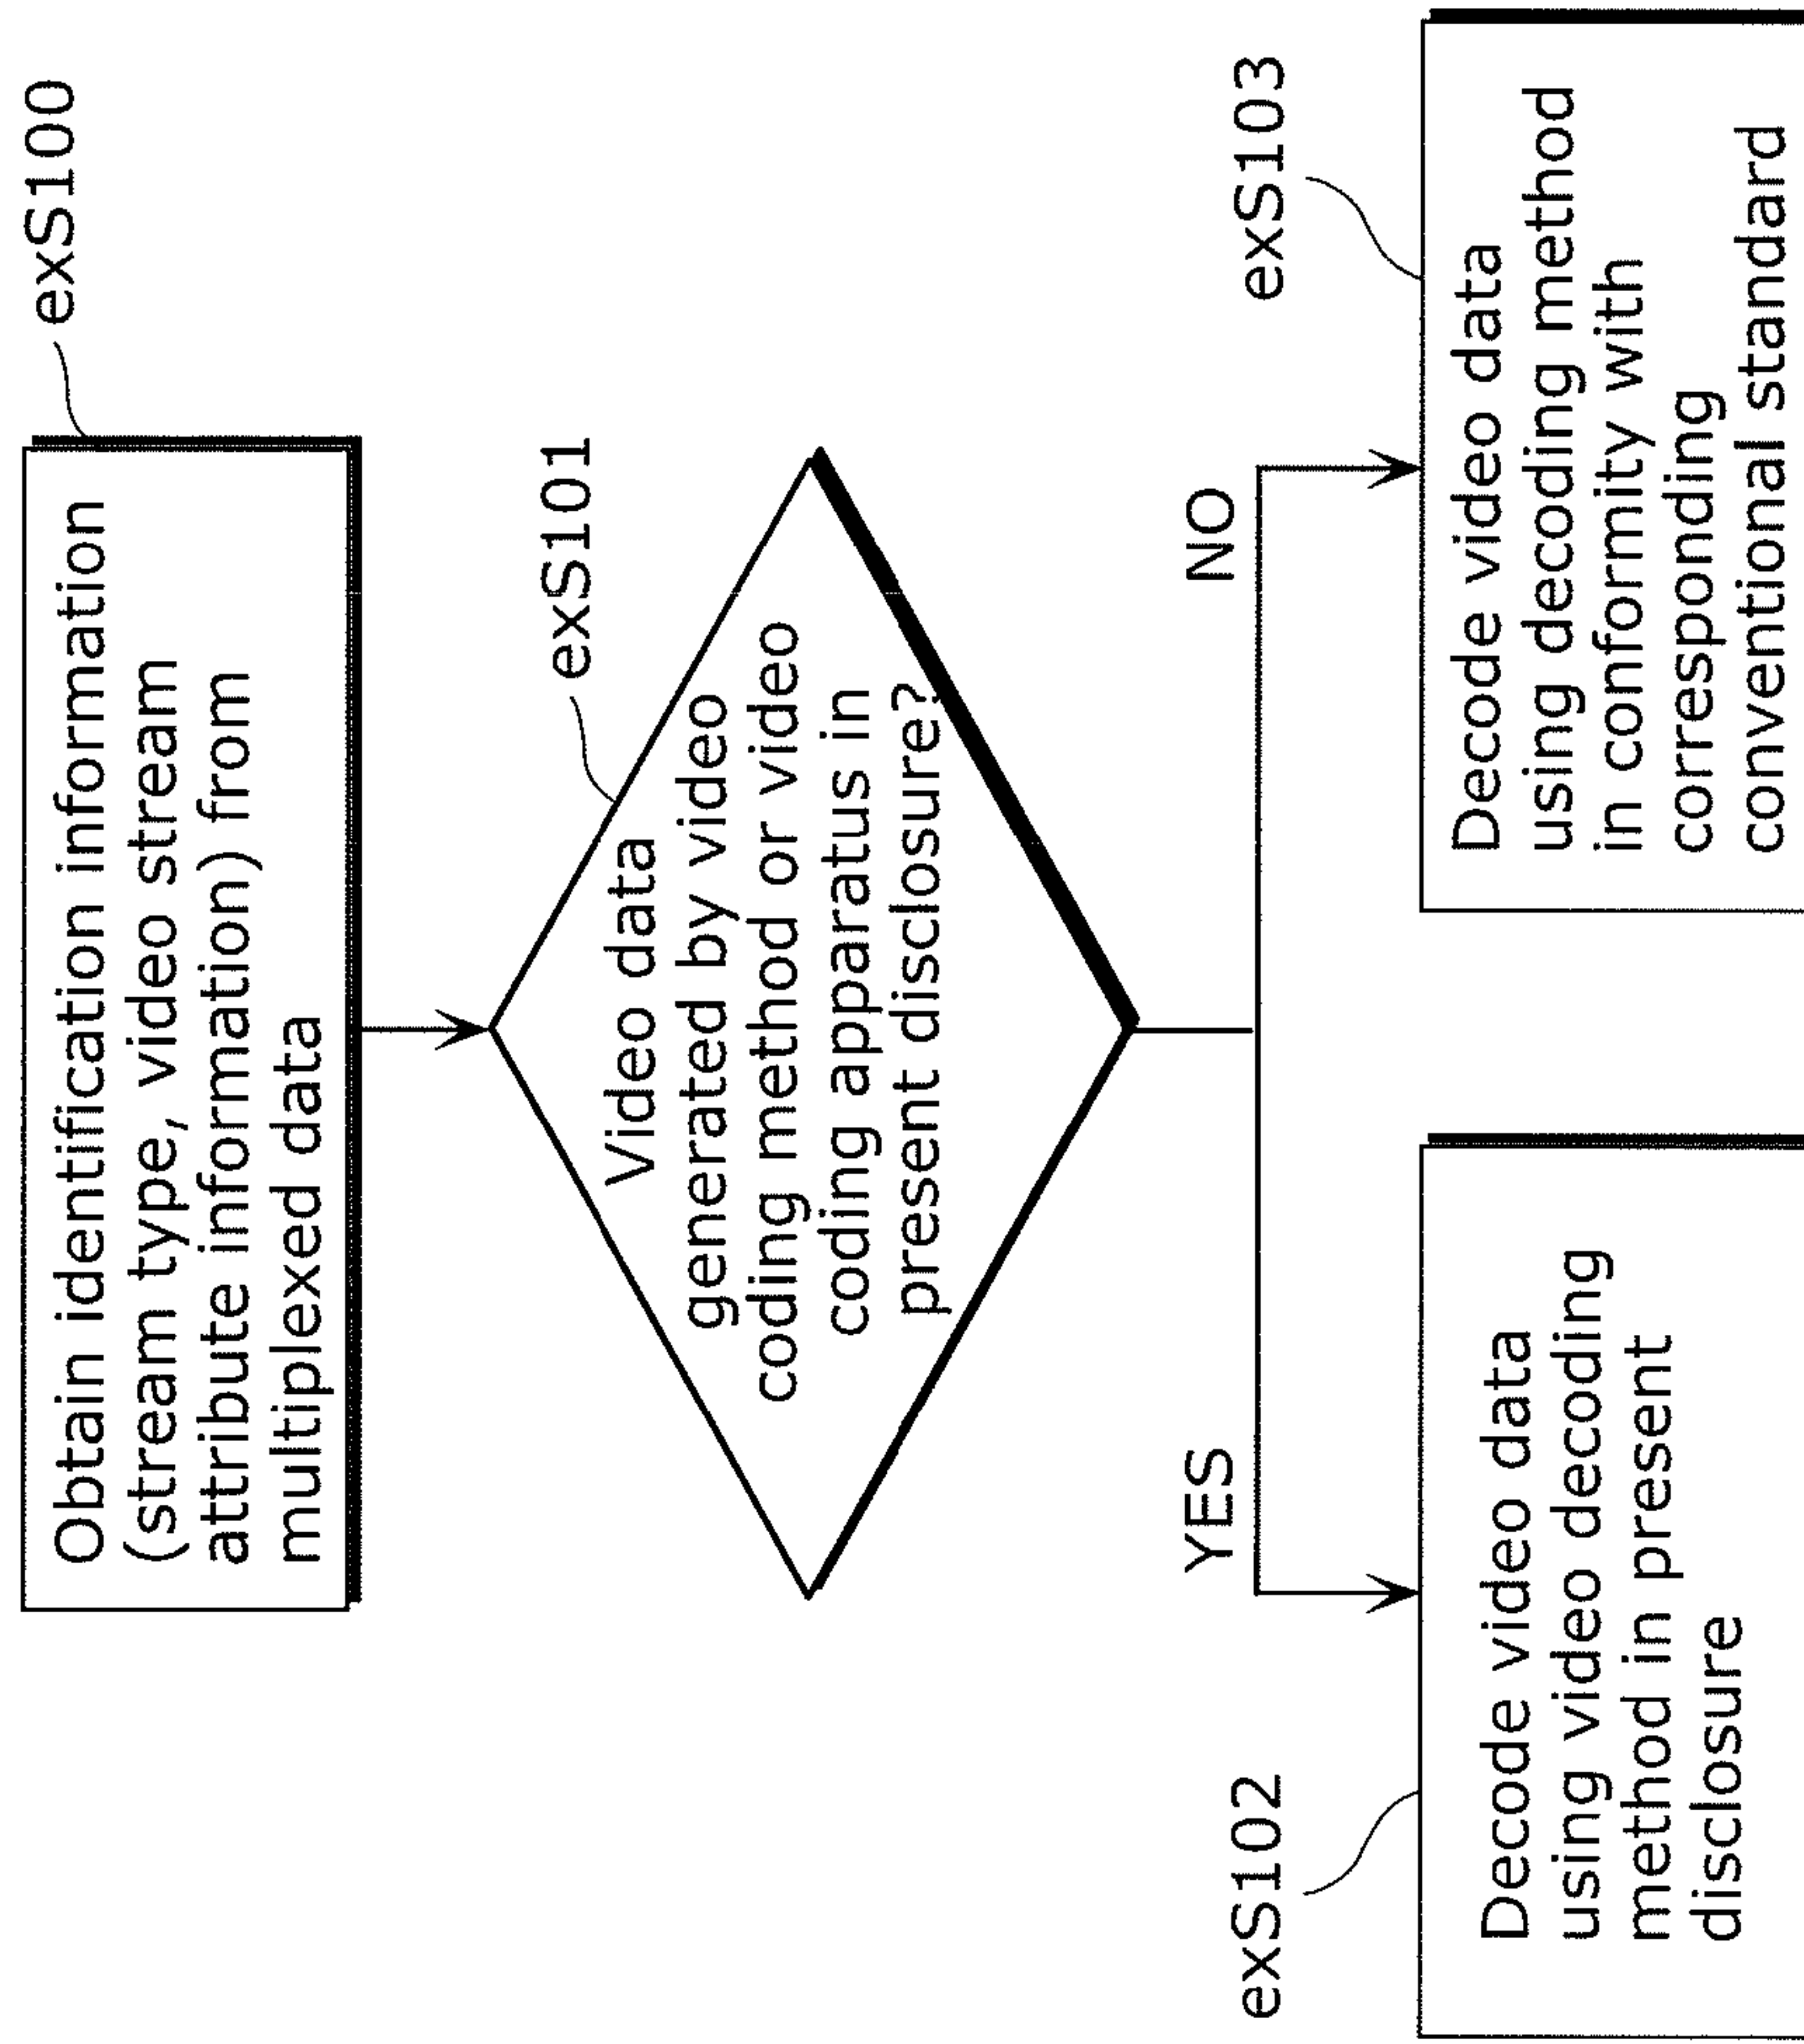 exS100
Obtain identification information
(stream type, video stream
attribute information) from
multiplexed data
exS101
Video data
generated by video
coding method or video
coding apparatus in
present disclosure?
YES
NO
exS102
Decode video data
using video decoding
method in present
disclosure
exS103
Decode video data
using decoding method
in conformity with
corresponding
conventional standard